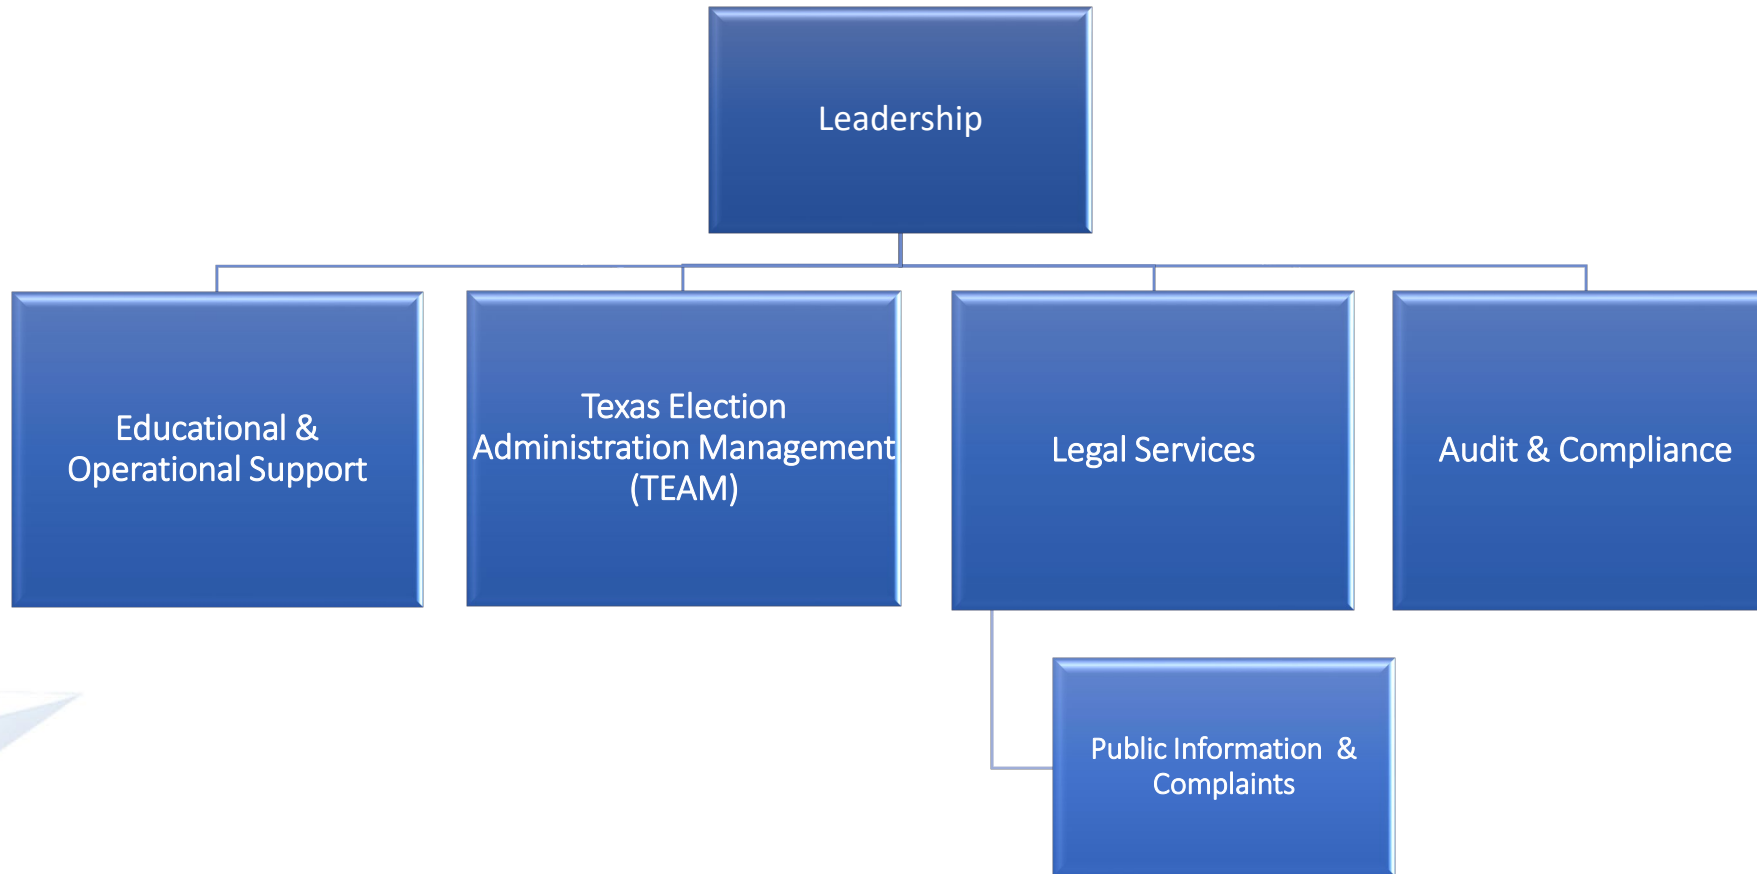 Leadership
Educational &
Operational Support
Texas Election
Administration Management
(TEAM)
Legal Services
Audit & Compliance
Public Information &
Complaints